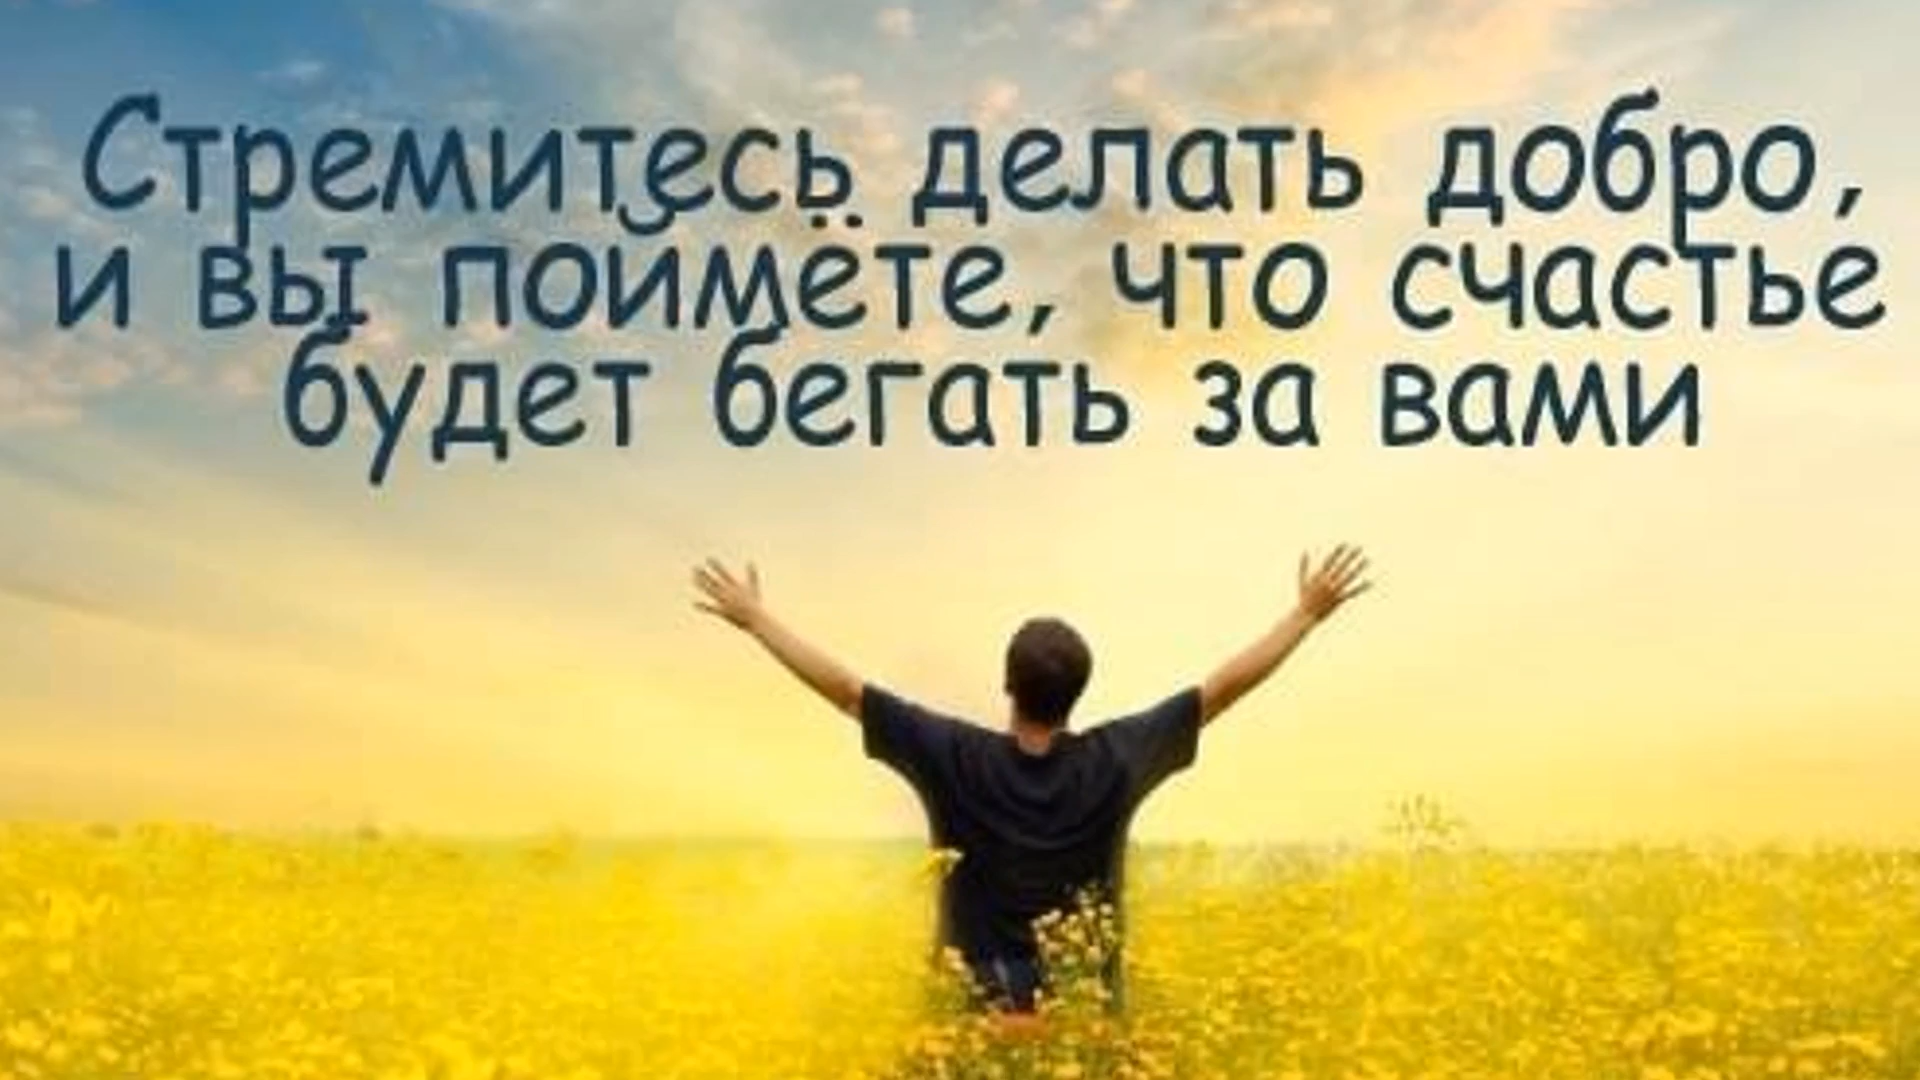 Стремитесь делать добро,
и вы поймёте, что счастье
будет бегать за вами